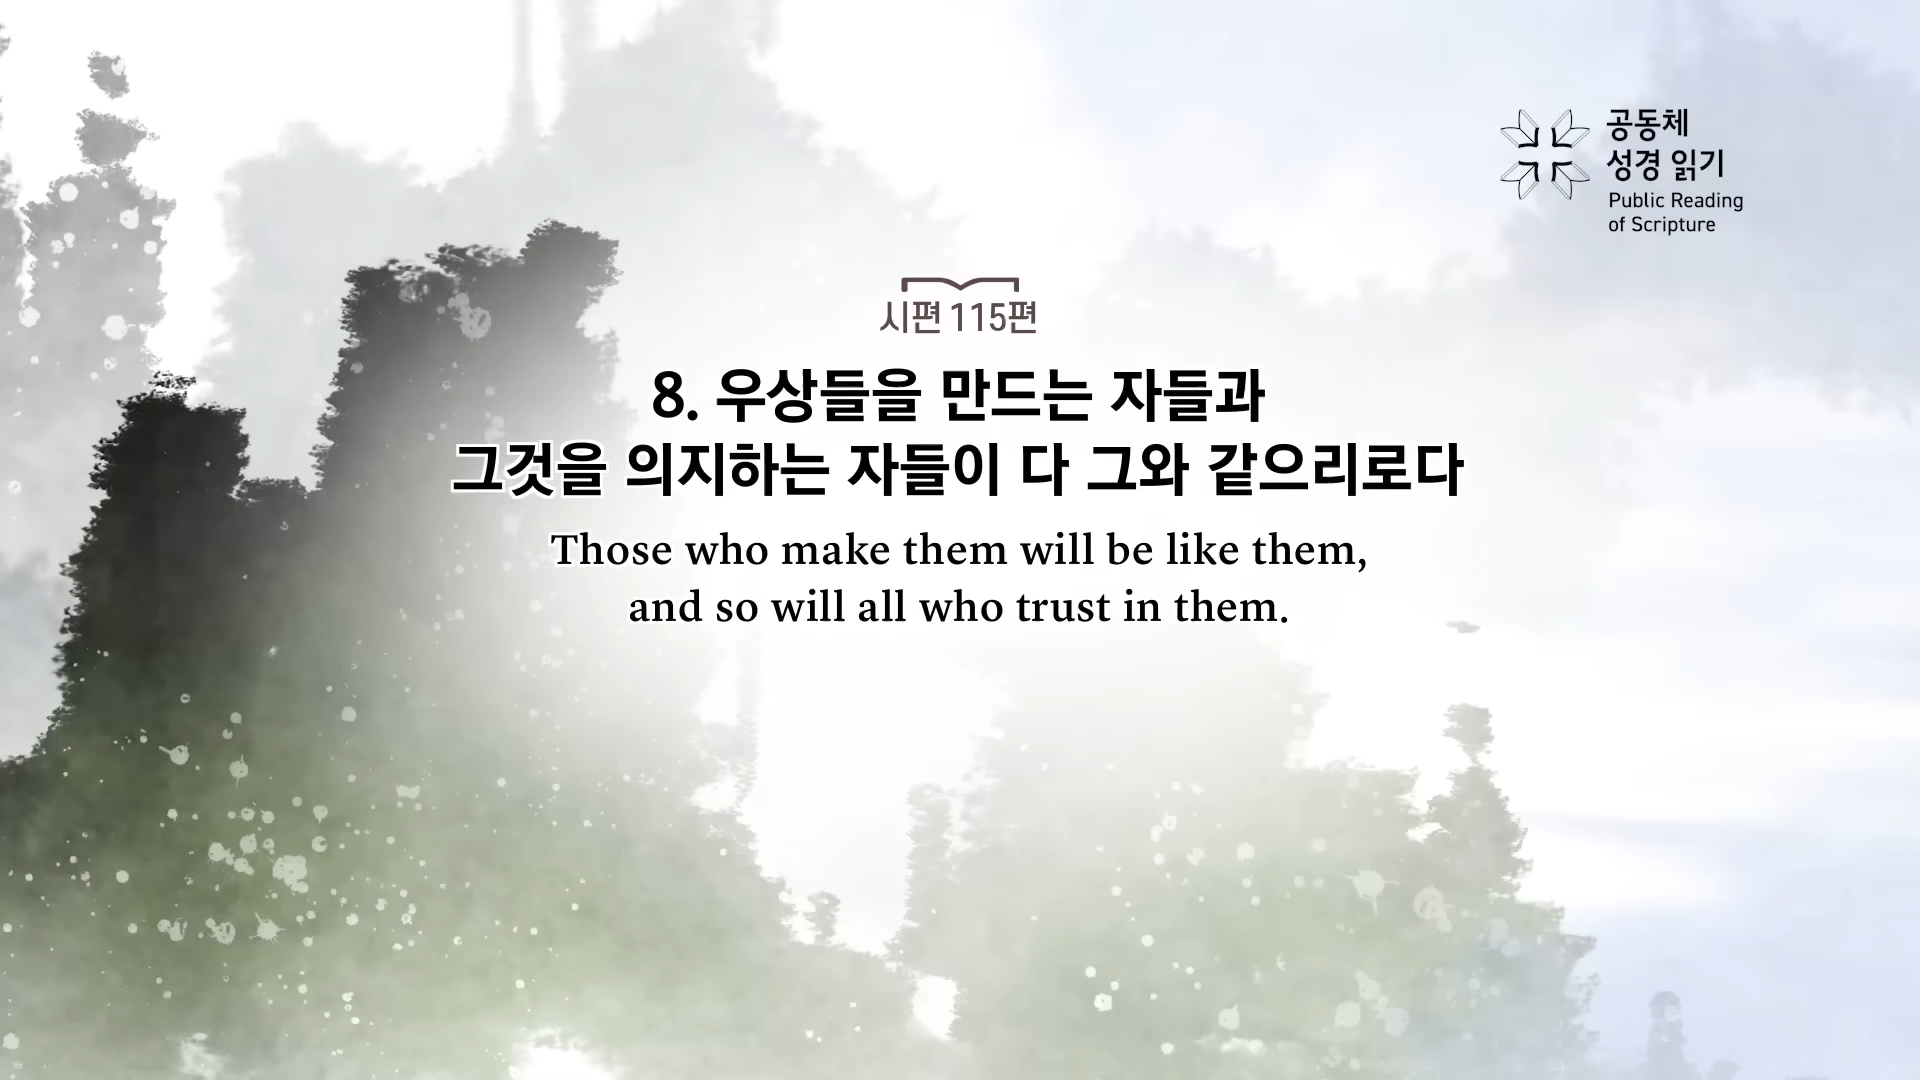 공동체
성경 읽기
Public Reading
of Scripture
시편 115편
8. 우상들을 만드는 자들과
그것을 의지하는 자들이 다 그와 같으리로다
Those who make them will be like them,
and so will all who trust in them.